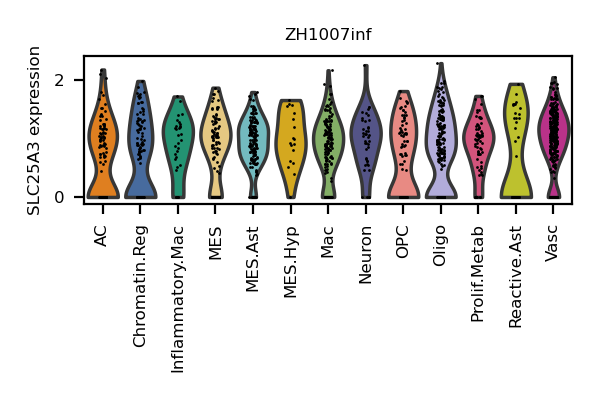 ZH1007inf
SLC25A3 expression
2
0
AC
Chromatin.Reg
Inflammatory.Mac
MES
MES.Ast
MES.Hyp
Mac
Neuron
OPC
Oligo
Prolif.Metab
Reactive.Ast
Vasc